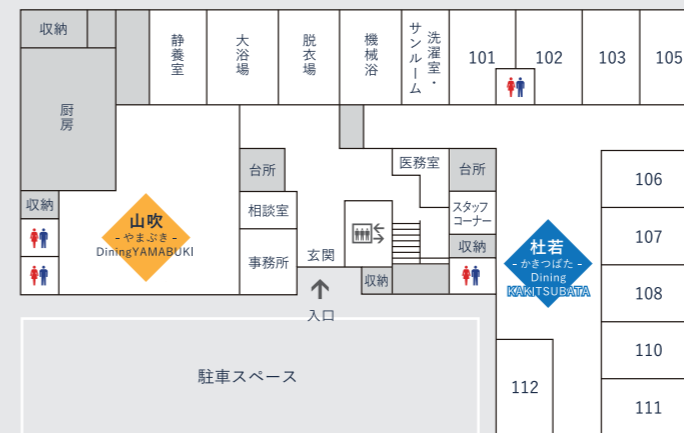 収納
静養室
大浴場
脱衣場
機械浴
洗濯室・
サンルーム
101
102
103
105
厨房
台所
医務室
台所
106
収納
相談室
スタッフ
コーナー
山吹
- やまぶき -
DiningYAMABUKI
107
事務所
玄関
収納
杜若
- かきつばた -
Dining
KAKITSUBATA
収納
108
入口
110
駐車スペース
112
111